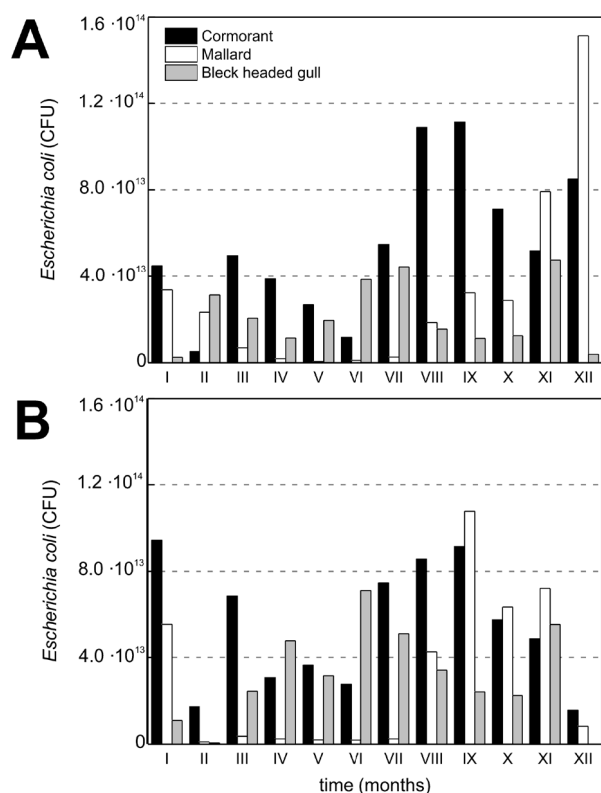 A
Escherichia coli (CFU)
1.6 ·10¹⁴
1.2 ·10¹⁴
8.0 ·10¹³
4.0 ·10¹³
0
Cormorant
Mallard
Bleck headed gull
I II III IV V VI VII VIII IX X XI XII
B
Escherichia coli (CFU)
1.6 ·10¹⁴
1.2 ·10¹⁴
8.0 ·10¹³
4.0 ·10¹³
0
I II III IV V VI VII VIII IX X XI XII
time (months)